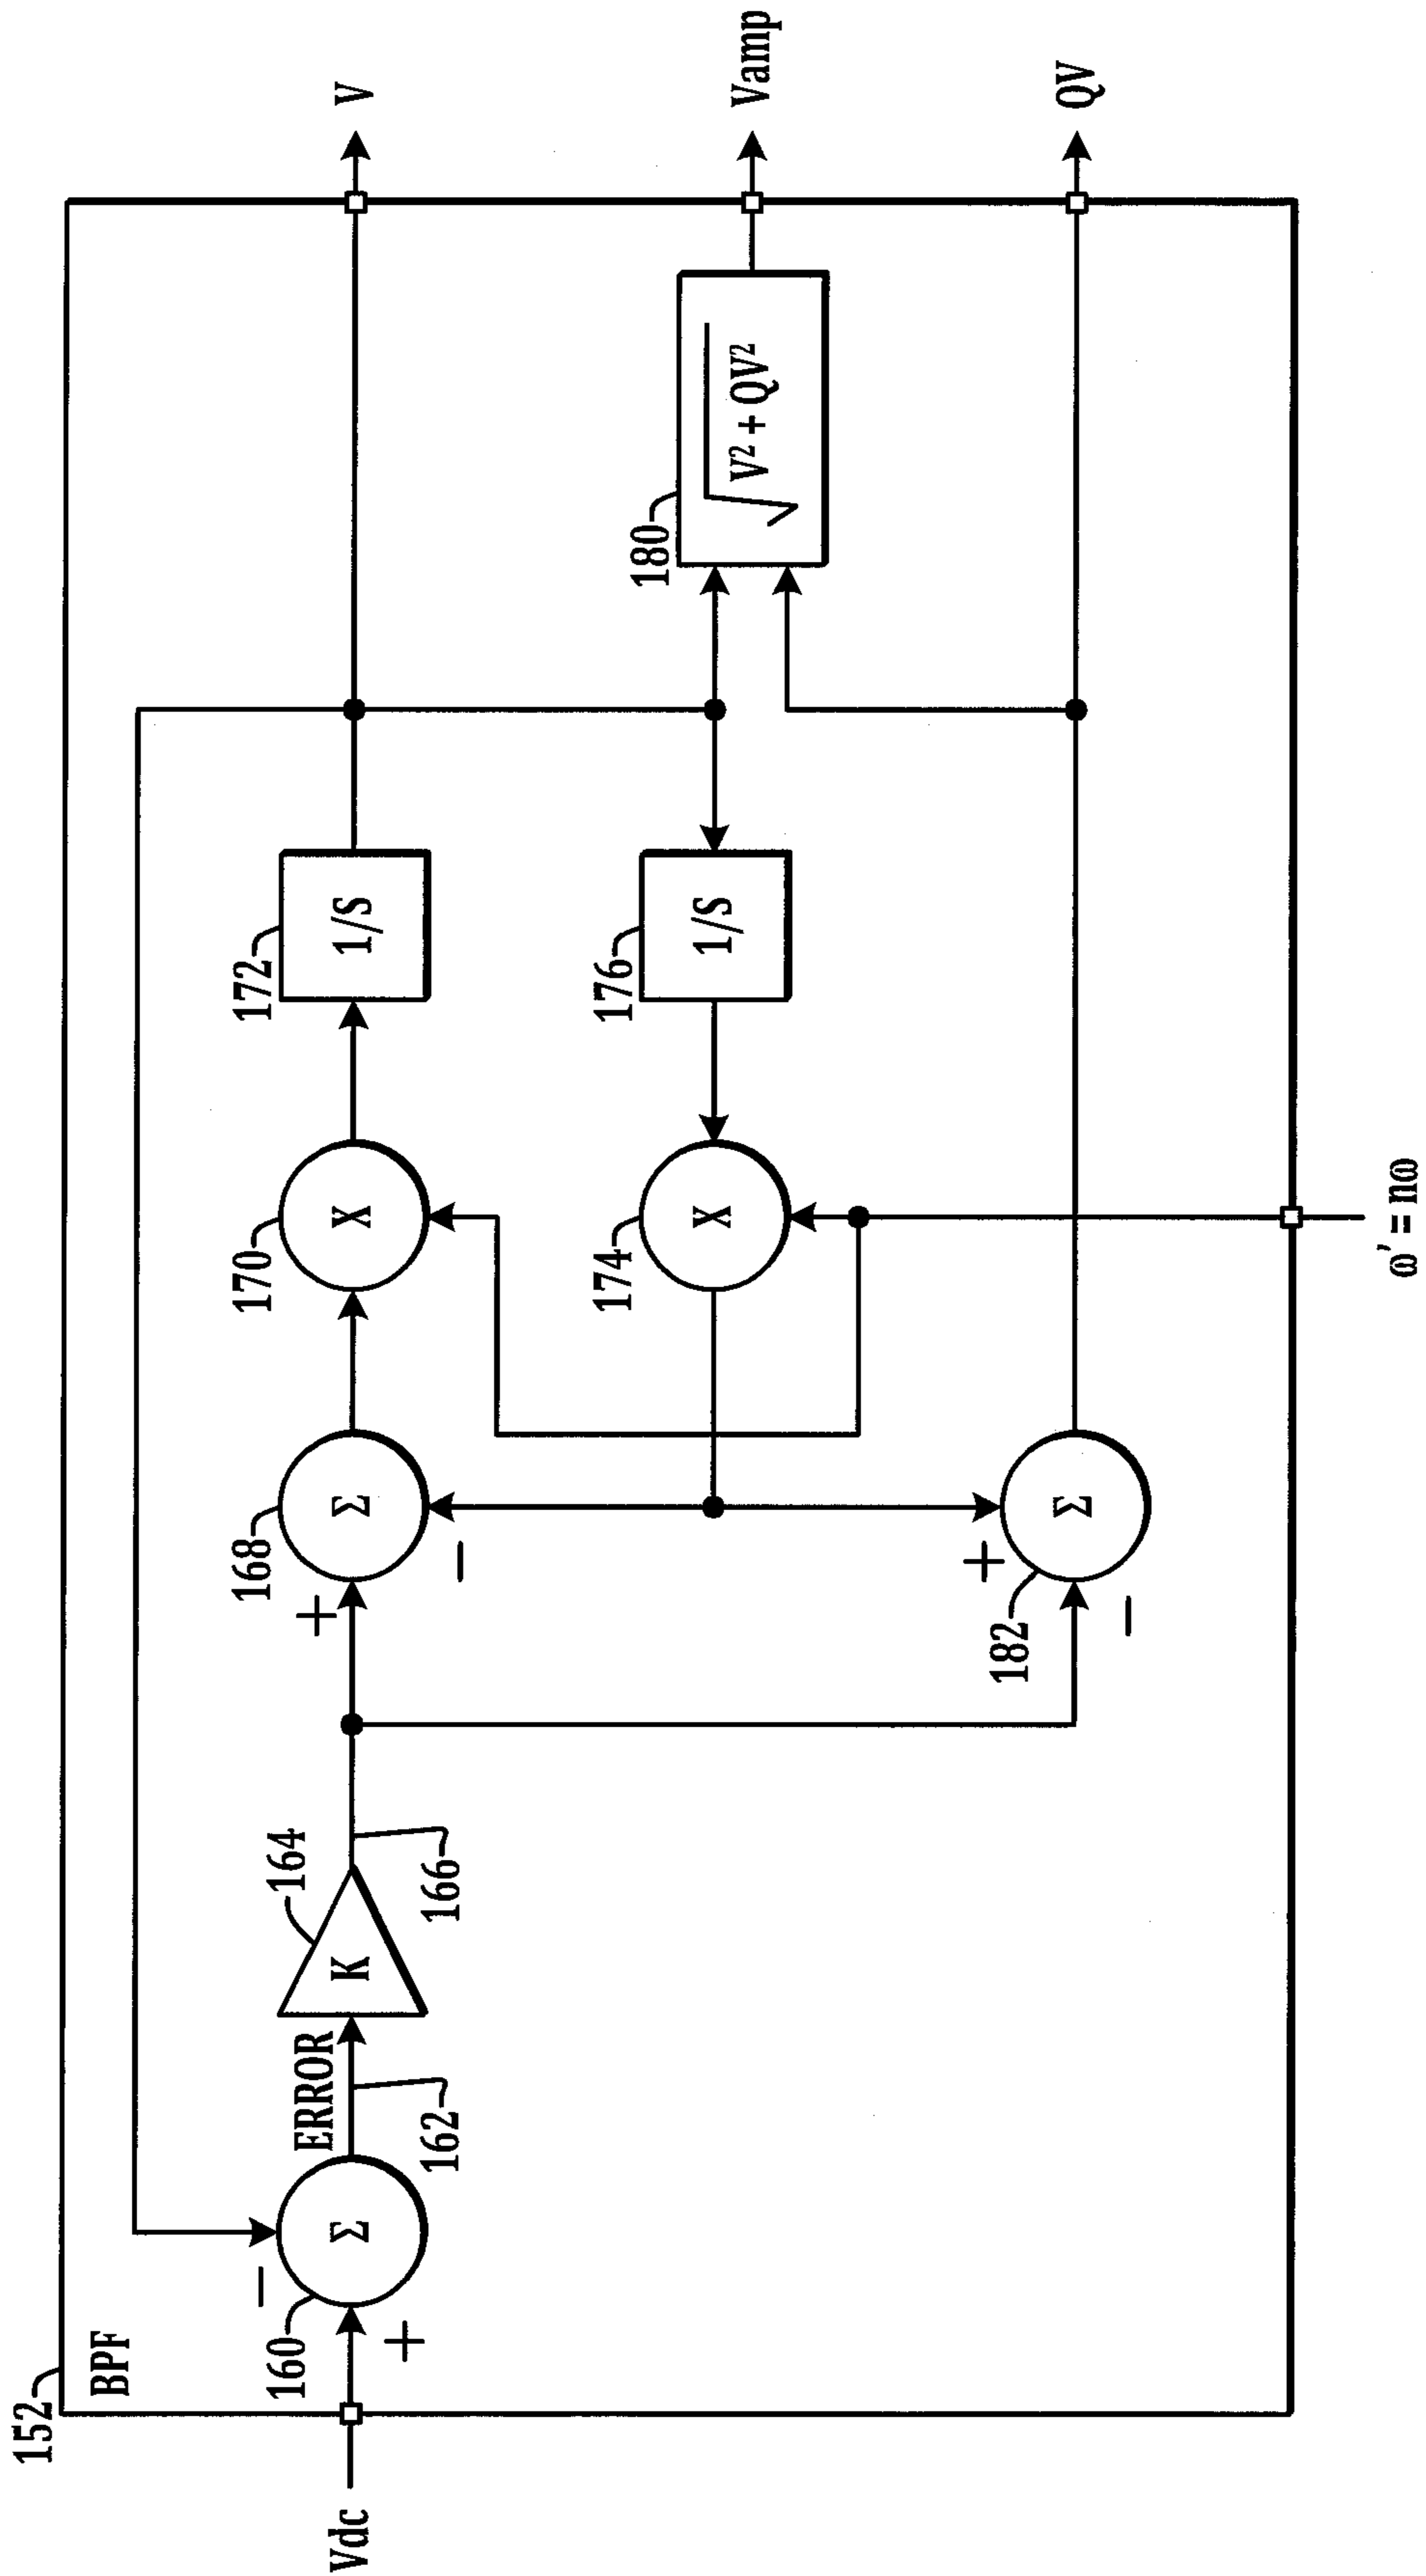 152
BPF
Vdc
+
−
160
Σ
ERROR
162
K
164
166
+
−
168
Σ
170
X
172
1/S
V
174
X
176
1/S
180
√V² + QV²
Vamp
+
−
182
Σ
QV
ω' = nω